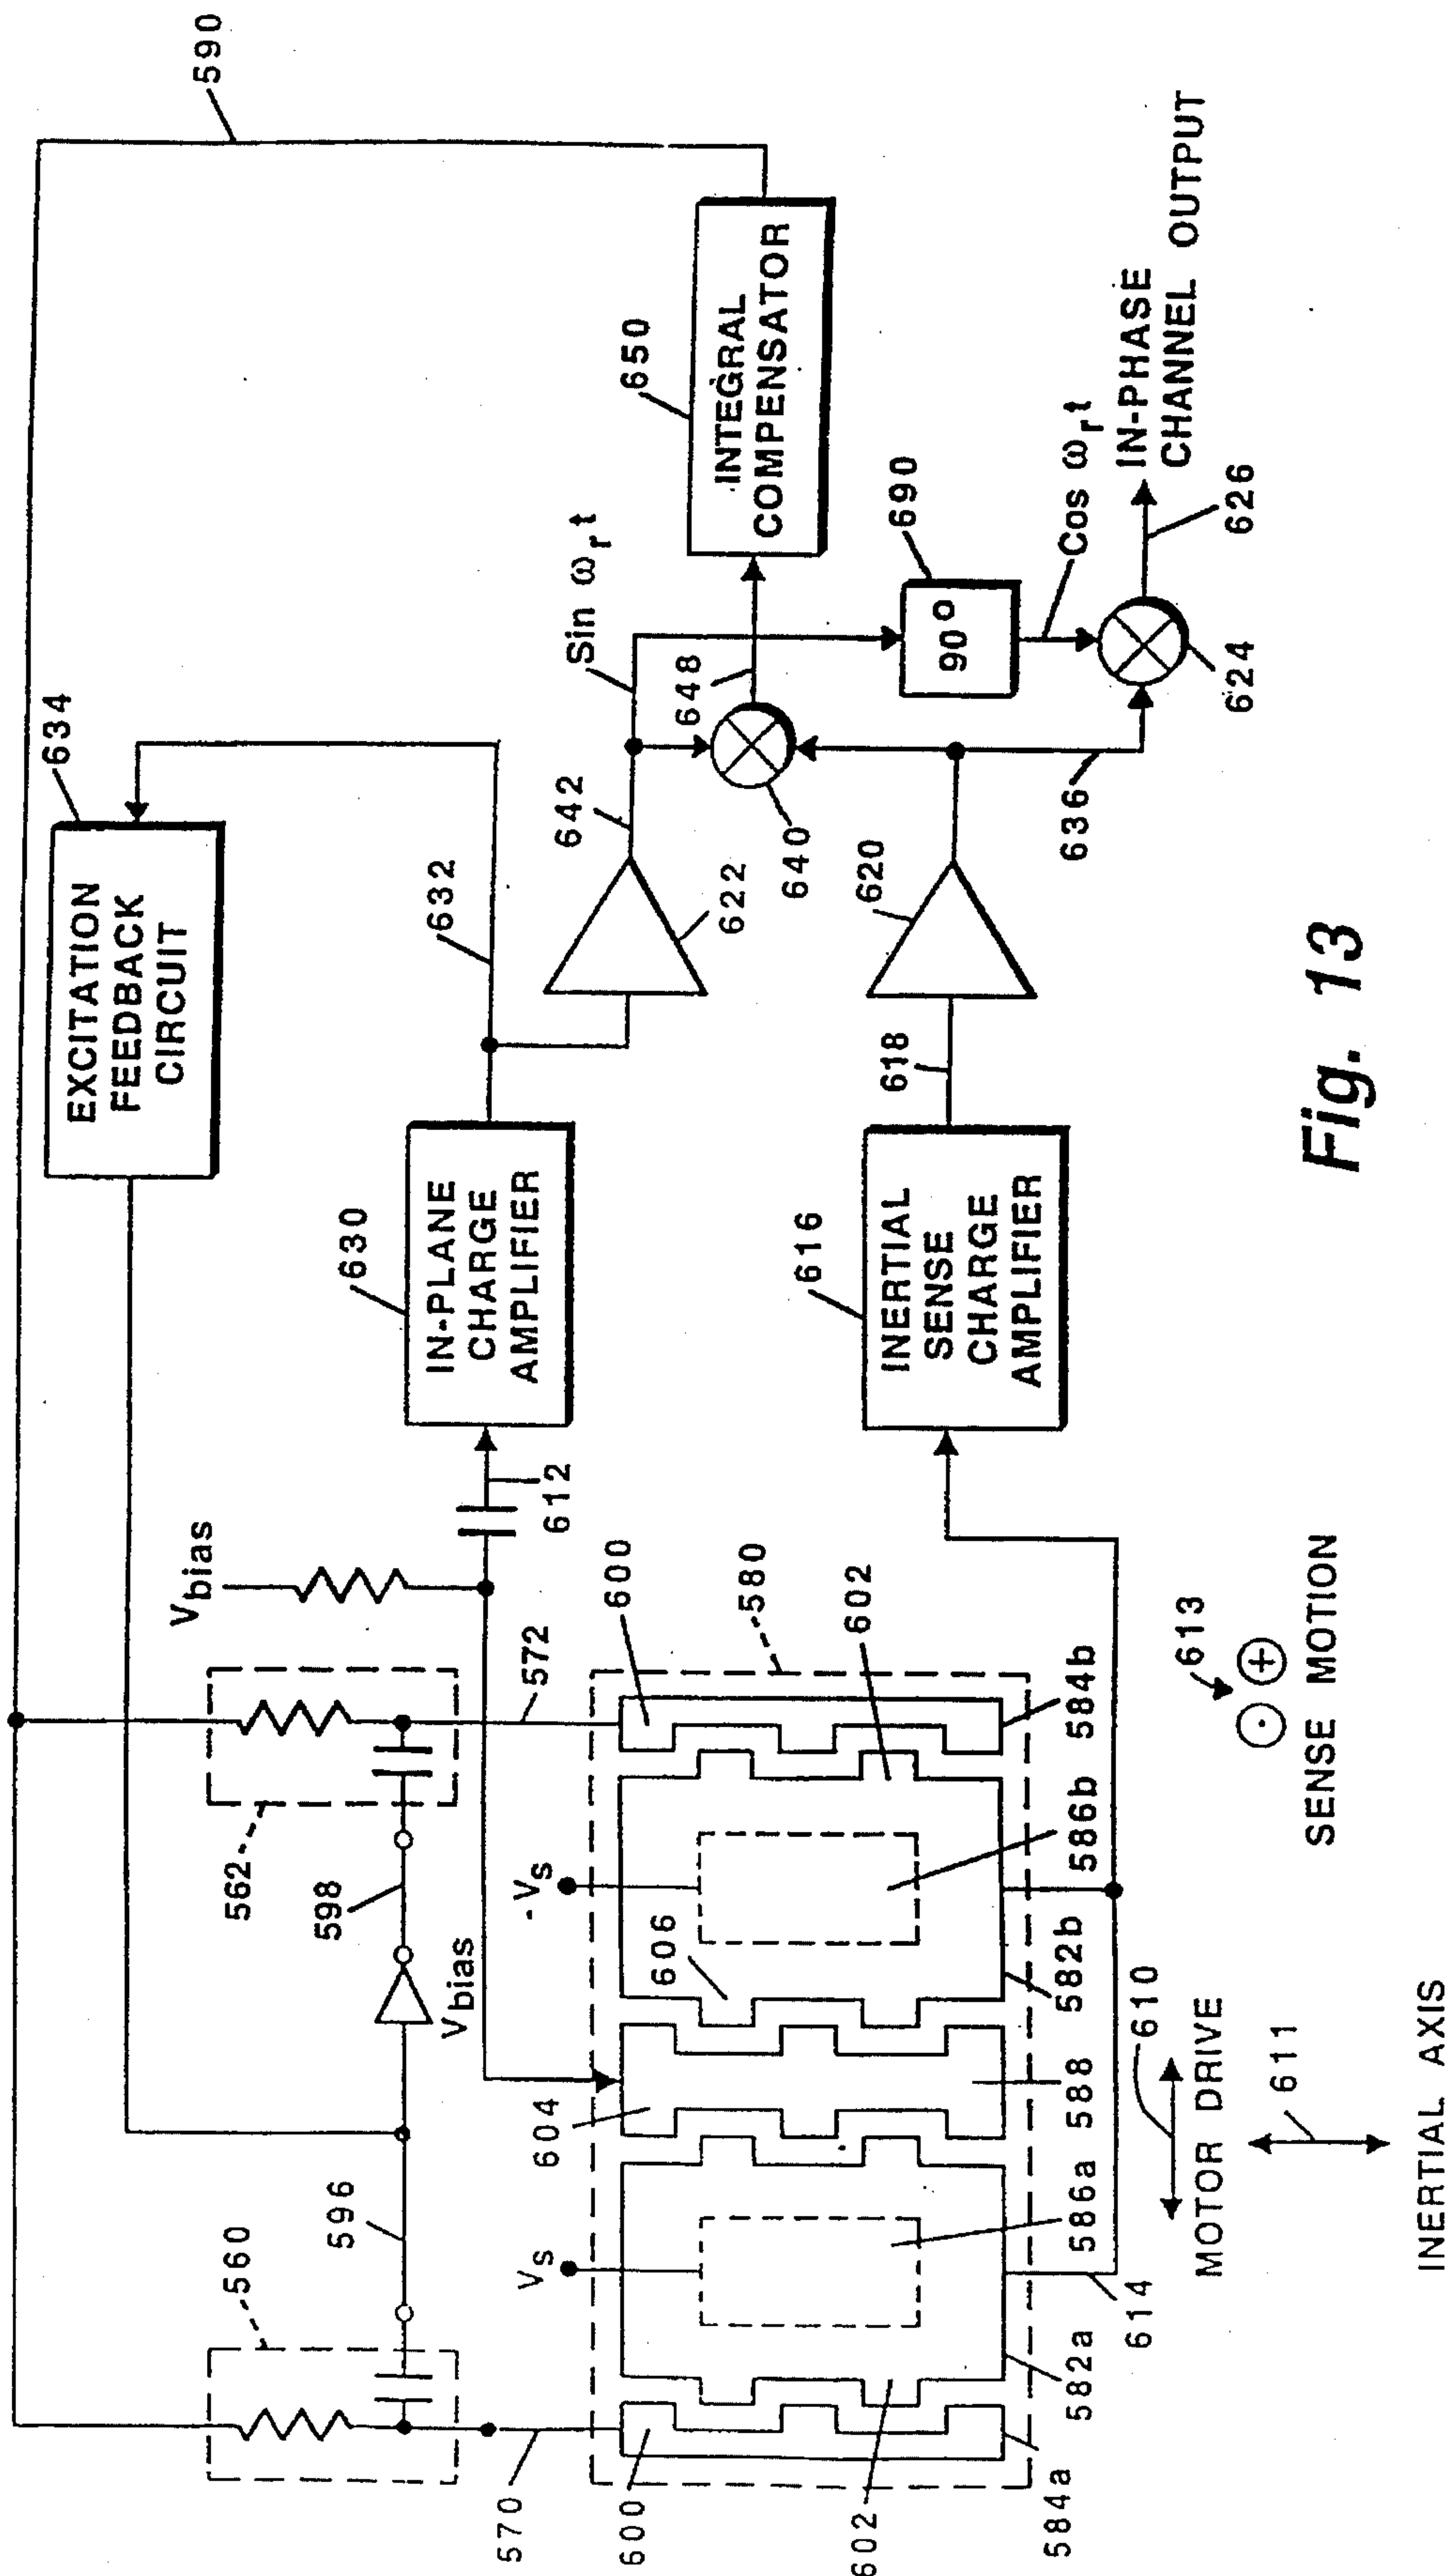 590
634
EXCITATION
FEEDBACK
CIRCUIT
632
630
IN-PLANE
CHARGE
AMPLIFIER
612
Vbias
562
572
598
Vbias
596
560
570
650
INTEGRAL
COMPENSATOR
Sin ωrt
648
642
640
622
690
90°
Cos ωrt
IN-PHASE
CHANNEL OUTPUT
626
624
636
620
618
616
INERTIAL
SENSE
CHARGE
AMPLIFIER
600
580
602
584b
-Vs
586b
606
582b
604
588
Vs
586a
582a
614
600
602
584a
610
MOTOR DRIVE
611
INERTIAL AXIS
613
SENSE MOTION
Fig. 13